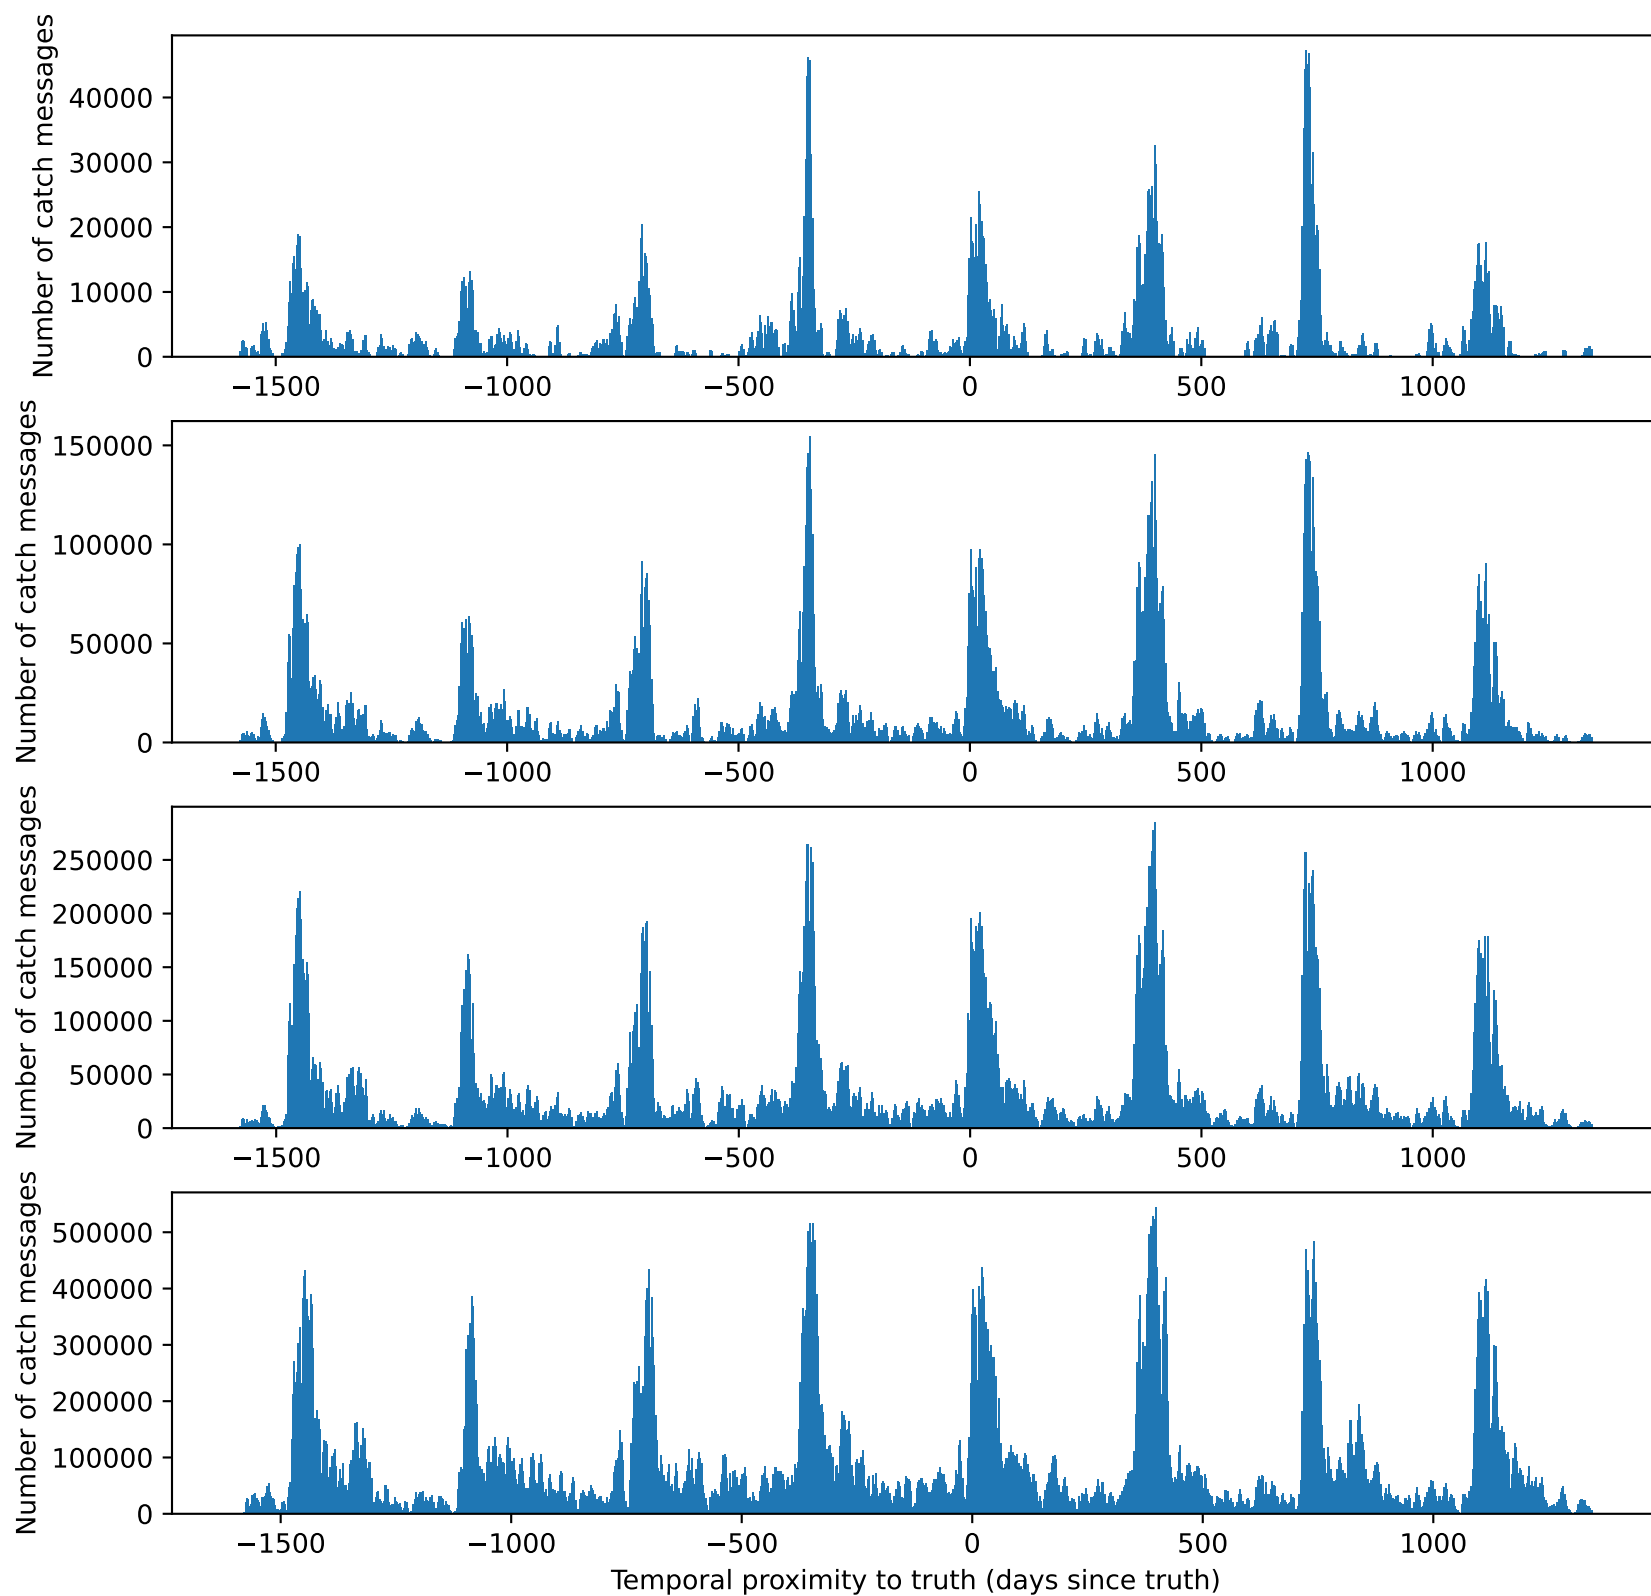 Number of catch messages
40000
30000
20000
10000
0
−1500 −1000 −500 0 500 1000
Number of catch messages
150000
100000
50000
0
−1500 −1000 −500 0 500 1000
Number of catch messages
250000
200000
150000
100000
50000
0
−1500 −1000 −500 0 500 1000
Number of catch messages
500000
400000
300000
200000
100000
0
−1500 −1000 −500 0 500 1000
Temporal proximity to truth (days since truth)